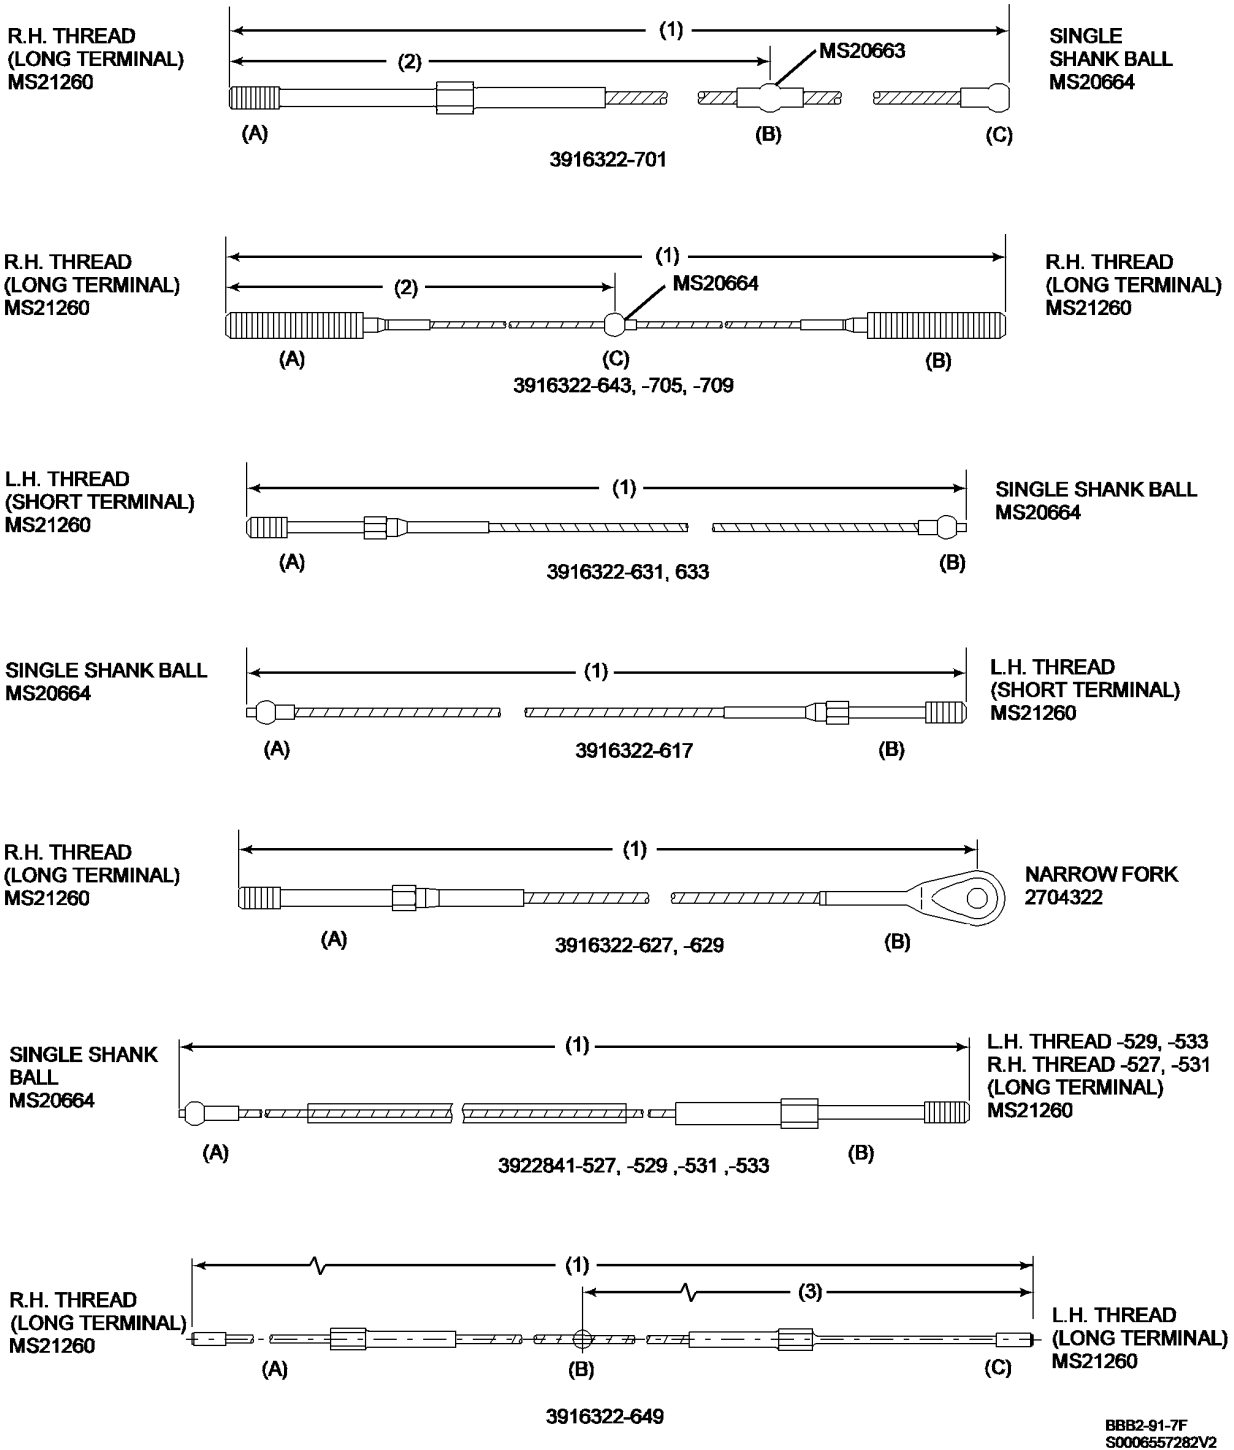 R.H. THREAD
(LONG TERMINAL)
MS21260
(1)
(2)
MS20663
SINGLE
SHANK BALL
MS20664
(A)
(B)
(C)
3916322-701
R.H. THREAD
(LONG TERMINAL)
MS21260
(1)
(2)
MS20664
R.H. THREAD
(LONG TERMINAL)
MS21260
(A)
(C)
(B)
3916322-643, -705, -709
L.H. THREAD
(SHORT TERMINAL)
MS21260
(1)
SINGLE SHANK BALL
MS20664
(A)
(B)
3916322-631, 633
SINGLE SHANK BALL
MS20664
(1)
L.H. THREAD
(SHORT TERMINAL)
MS21260
(A)
(B)
3916322-617
R.H. THREAD
(LONG TERMINAL)
MS21260
(1)
NARROW FORK
2704322
(A)
(B)
3916322-627, -629
SINGLE SHANK
BALL
MS20664
(1)
L.H. THREAD -529, -533
R.H. THREAD -527, -531
(LONG TERMINAL)
MS21260
(A)
(B)
3922841-527, -529 ,-531 ,-533
R.H. THREAD
(LONG TERMINAL)
MS21260
(1)
(3)
L.H. THREAD
(LONG TERMINAL)
MS21260
(A)
(B)
(C)
3916322-649
BBB2-91-7F
S0006557282V2